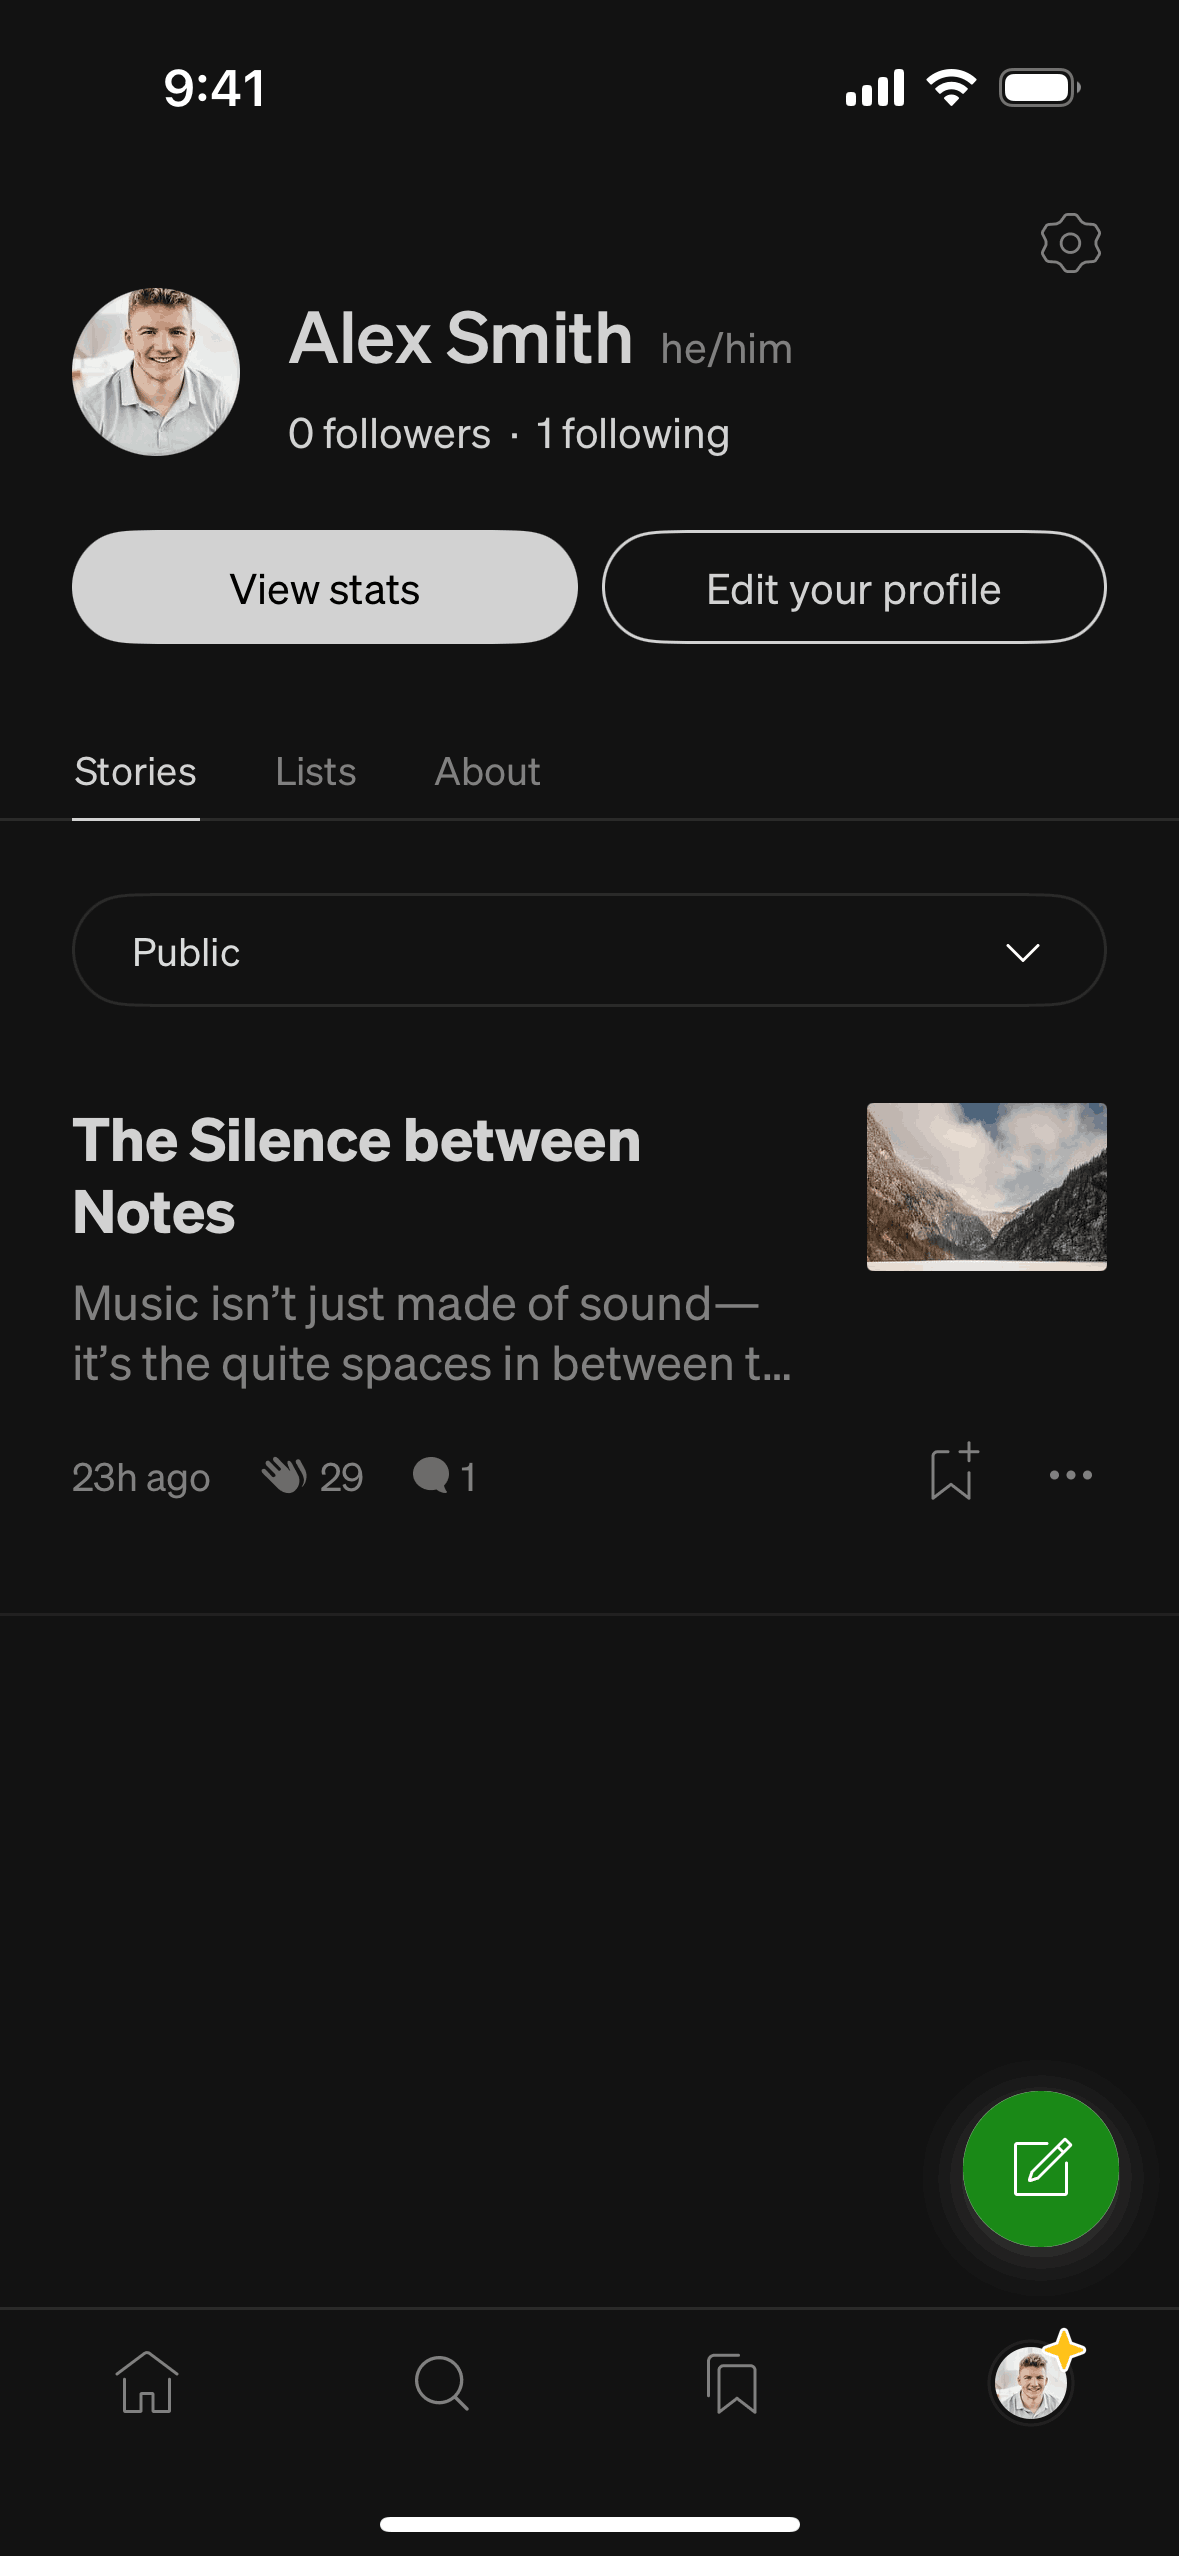 9:41
Alex Smith he/him
0 followers · 1 following
View stats
Edit your profile
Stories
Lists
About
Public
The Silence between
Notes
Music isn’t just made of sound—
it’s the quite spaces in between t...
23h ago
29
1